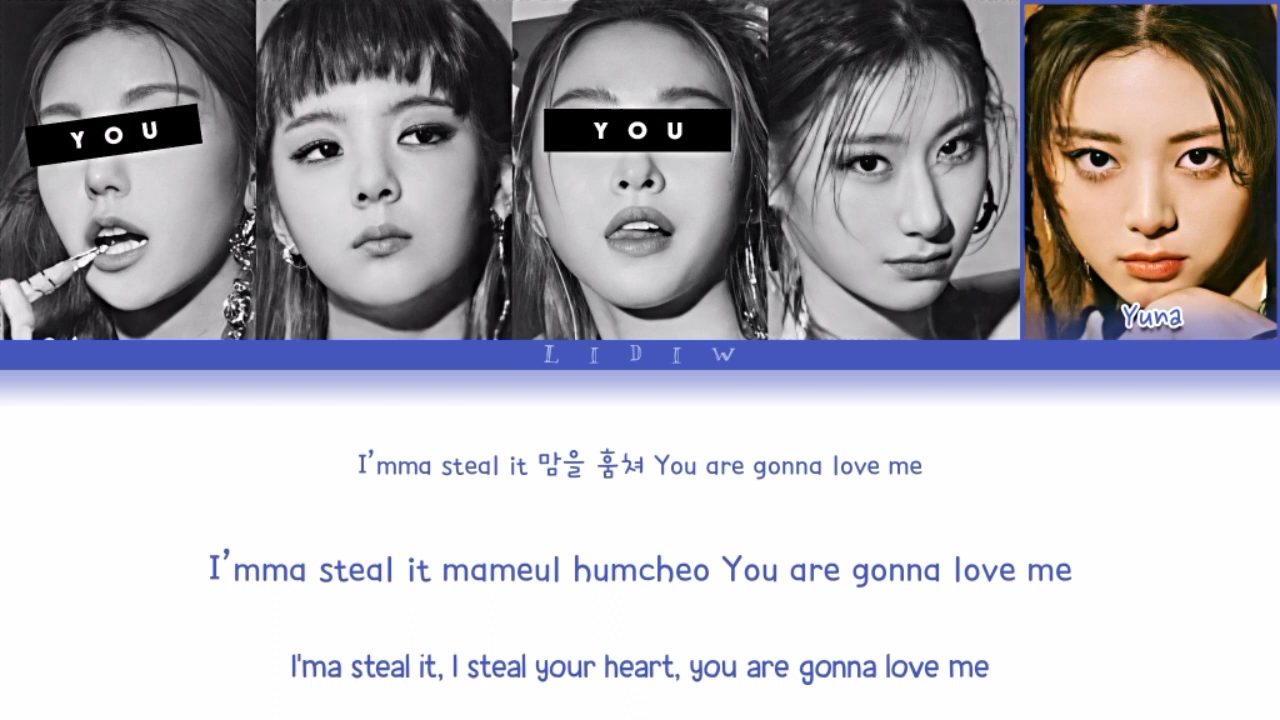 YOU
YOU
Yuna
LIDIW
I'mma steal it 맘을 훔쳐 You are gonna love me
I'mma steal it mameul humcheo You are gonna love me
I'ma steal it, I steal your heart, you are gonna love me